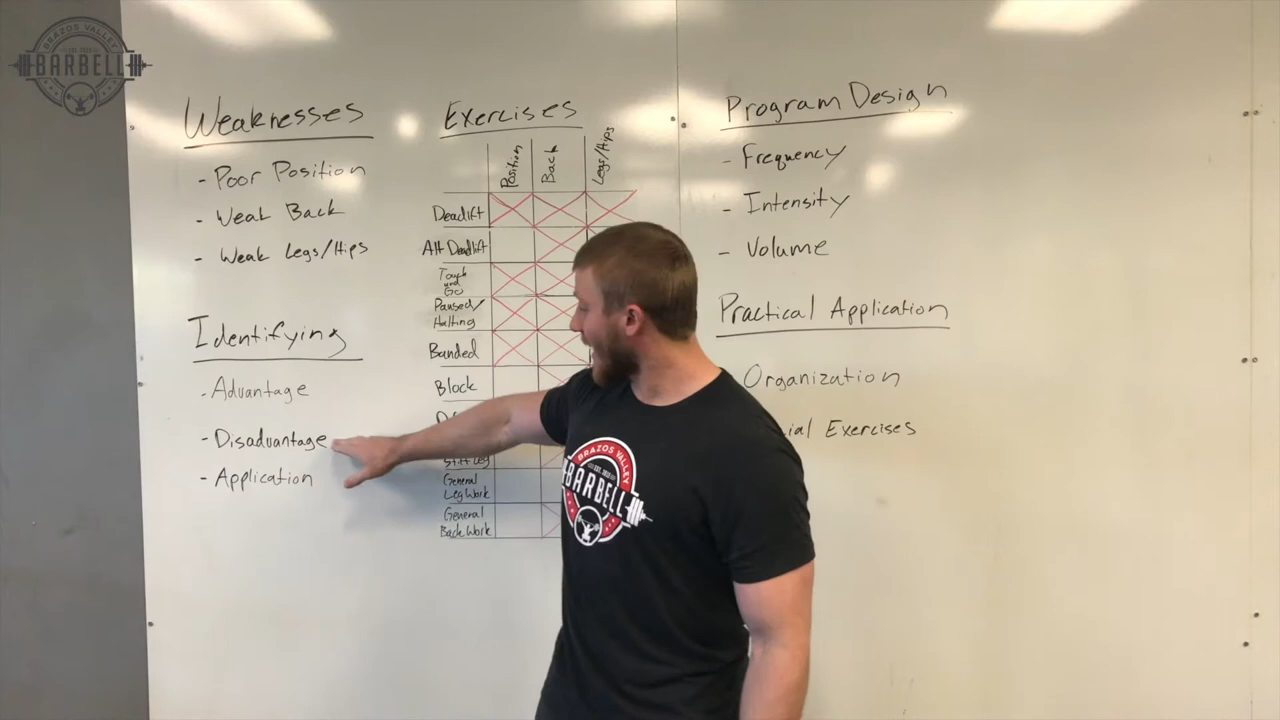 BRAZOS VALLEY
BARBELL
Weaknesses
- Poor Position
- Weak Back
- Weak Legs/Hips
Identifying
- Advantage
- Disadvantage
- Application
Exercises
Position
Back
Legs/Hips
Deadlift
Alt Deadlift
Touch
and
Go
Paused/
Halting
Banded
Block
Stiff Leg
General
Leg Work
General
Back Work
Program Design
- Frequency
- Intensity
- Volume
Practical Application
Organization
Exercises
BRAZOS VALLEY
EST. 2015
BARBELL